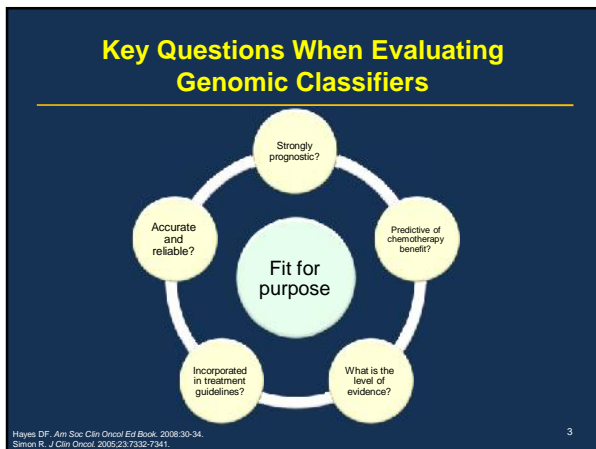 Key Questions When Evaluating
Genomic Classifiers
Strongly
prognostic?
Predictive of
chemotherapy
benefit?
What is the
level of
evidence?
Incorporated
in treatment
guidelines?
Accurate
and
reliable?
Fit for
purpose
Hayes DF. Am Soc Clin Oncol Ed Book. 2008:30-34.
Simon R. J Clin Oncol. 2005;23:7332-7341.
3